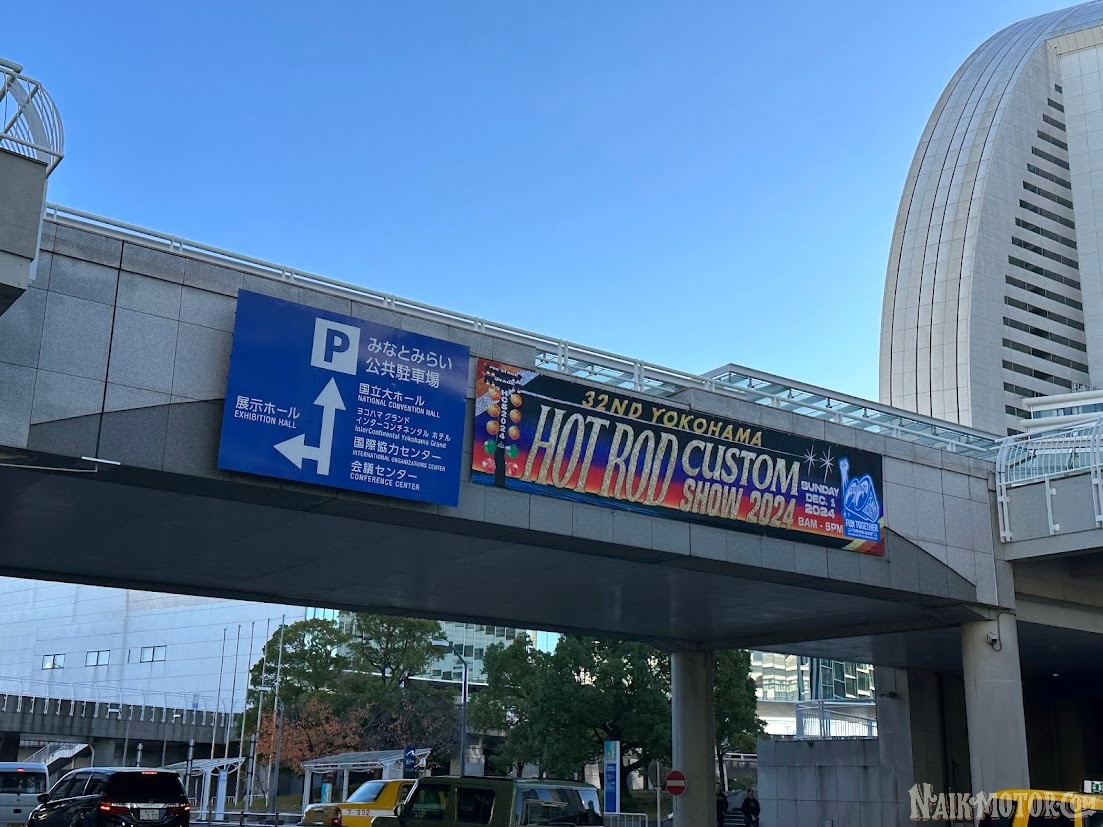 P
みなとみらい
公共駐車場
国立大ホール
NATIONAL CONVENTION HALL
ヨコハマ グランド
インターコンチネンタル ホテル
InterContinental Yokohama Grand
国際協力センター
INTERNATIONAL ORGANIZATIONS CENTER
会議センター
CONFERENCE CENTER
展示ホール
EXHIBITION HALL
32ND YOKOHAMA
HOT ROD CUSTOM
SHOW 2024
SUNDAY
DEC. 1
2024
8AM - 5PM
FUN TOGETHER
HCS2024
NAIKMOTOR.COM